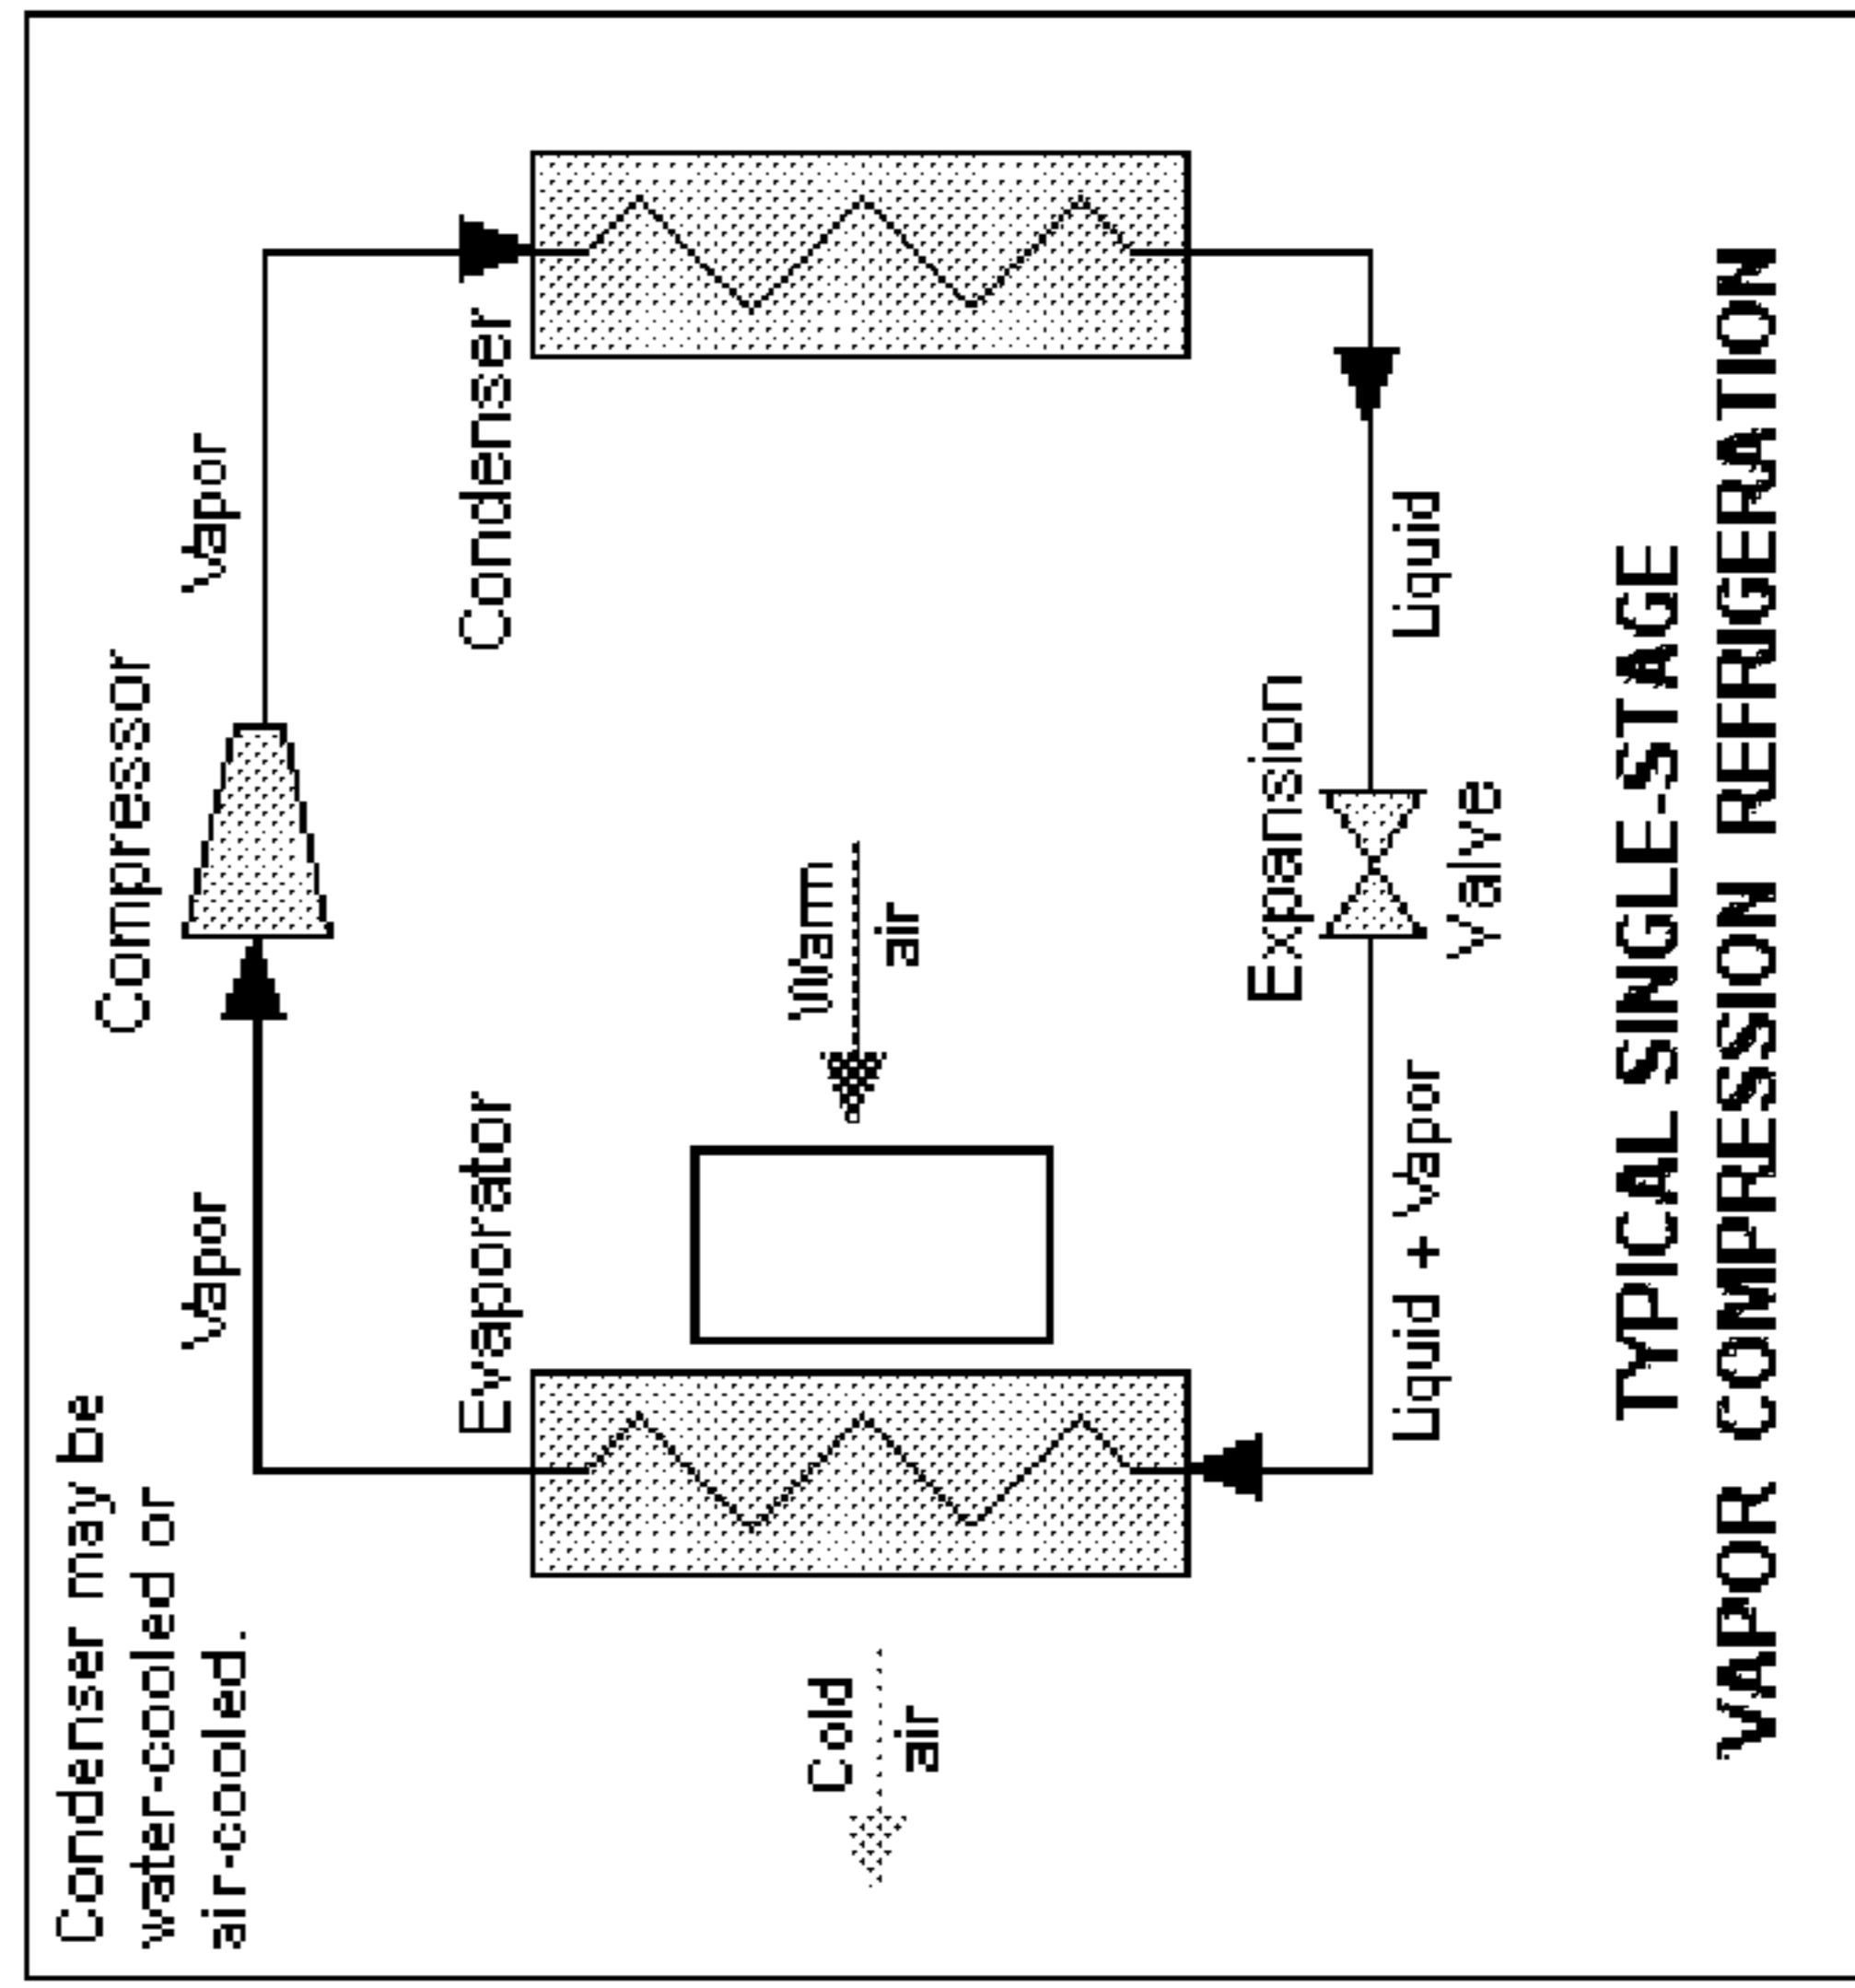 Condenser may be
water-cooled or
air-cooled.
Compressor
Vapor
Vapor
Evaporator
Condenser
Warm
air
Cold
air
Expansion
Valve
Liquid + Vapor
Liquid
TYPICAL SINGLE-STAGE
VAPOR COMPRESSION REFRIGERATION